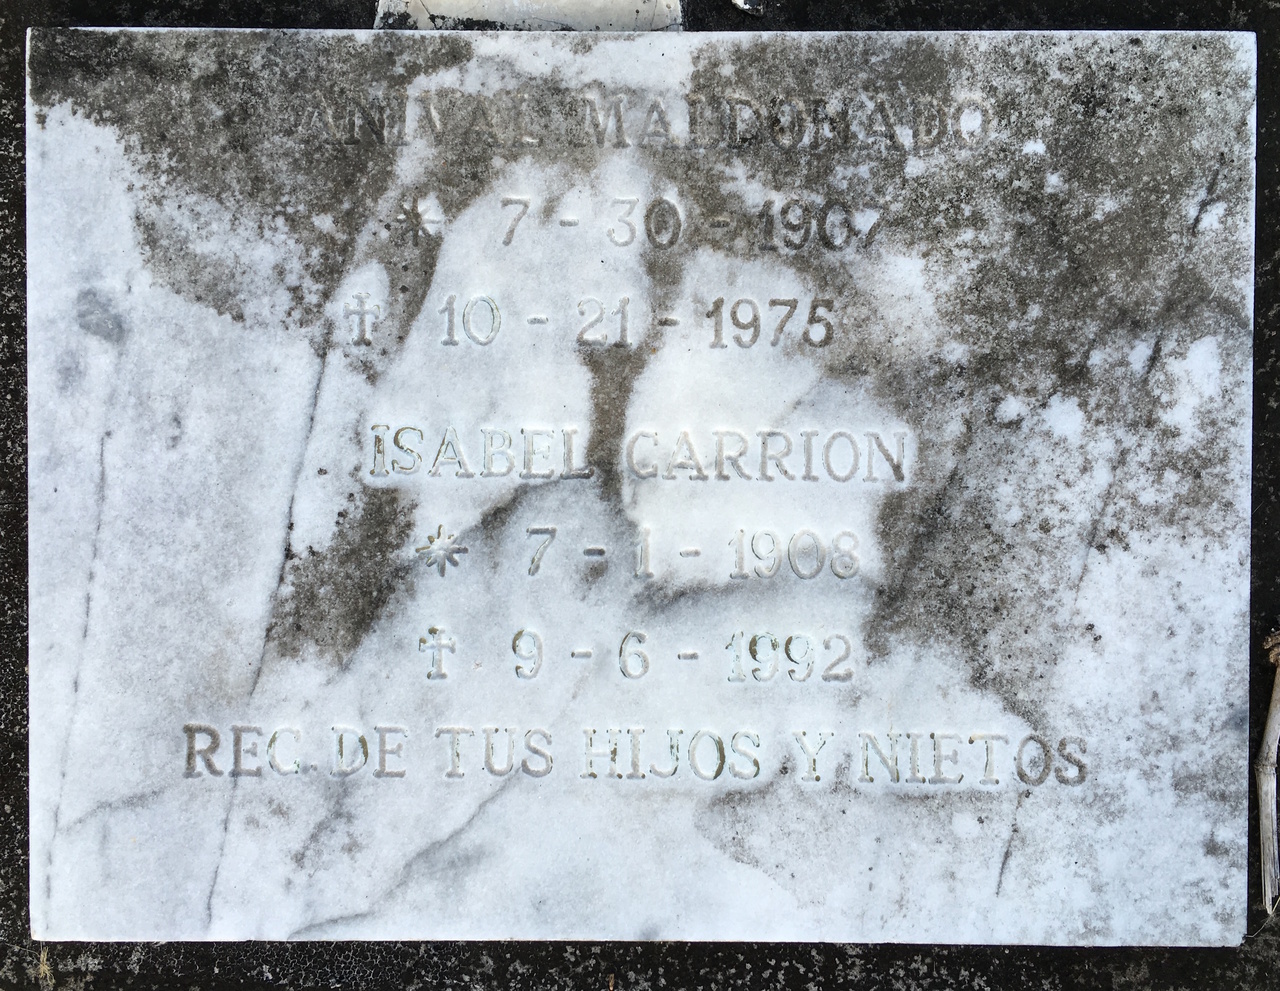 ANIVAL MALDONADO
* 7 - 30 - 1907
† 10 - 21 - 1975
ISABEL CARRION
* 7 - 1 - 1908
† 9 - 6 - 1992
REC. DE TUS HIJOS Y NIETOS